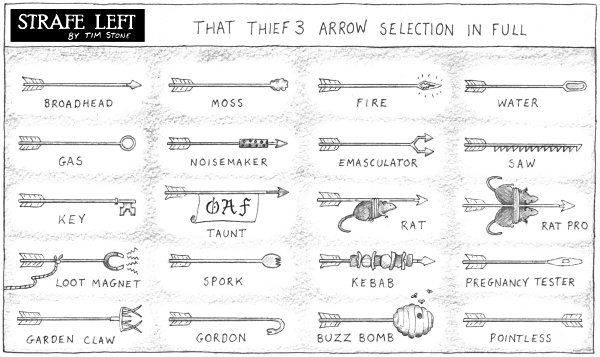 STRAFE LEFT
BY TIM STONE
THAT THIEF 3 ARROW SELECTION IN FULL
BROADHEAD
MOSS
FIRE
WATER
GAS
NOISEMAKER
EMASCULATOR
SAW
KEY
OAF
TAUNT
RAT
RAT PRO
LOOT MAGNET
SPORK
KEBAB
PREGNANCY TESTER
GARDEN CLAW
GORDON
BUZZ BOMB
POINTLESS